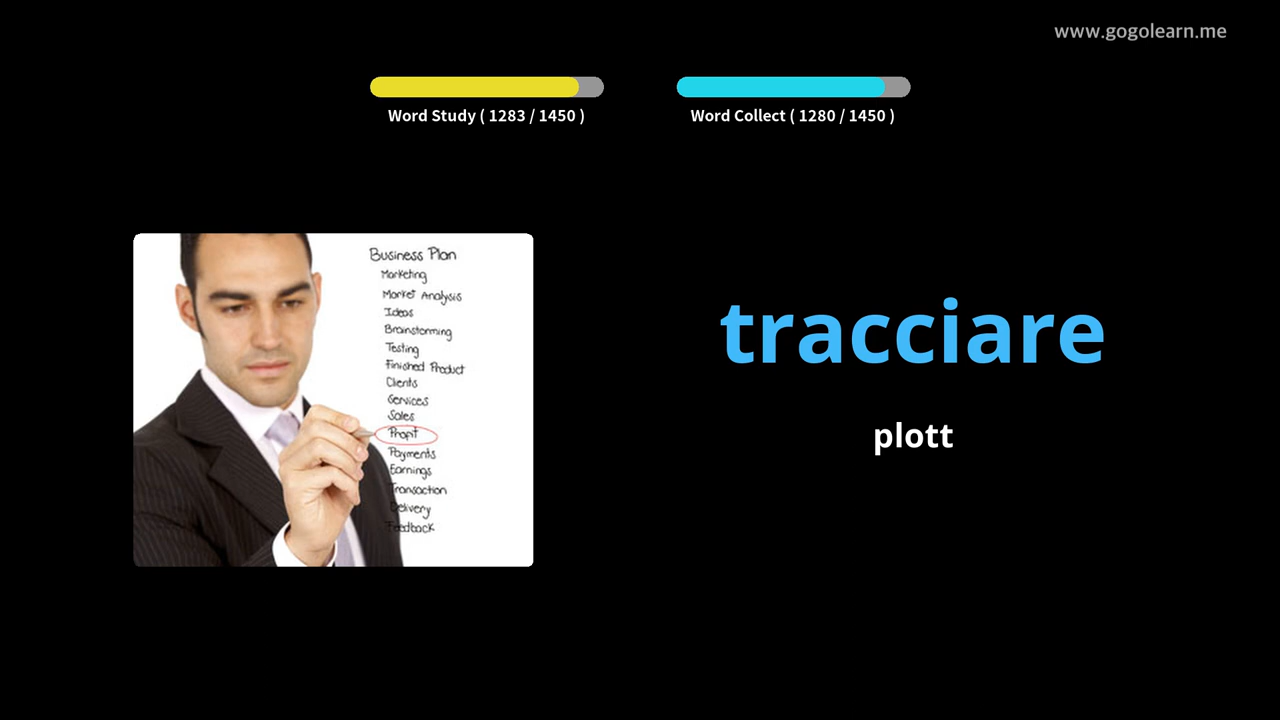 www.gogolearn.me
Word Study ( 1283 / 1450 )
Word Collect ( 1280 / 1450 )
Business Plan
Marketing
Market Analysis
Ideas
Brainstorming
Testing
Finished Product
Clients
Services
Sales
Profit
Payments
Earnings
Transaction
Delivery
Feedback
tracciare
plott